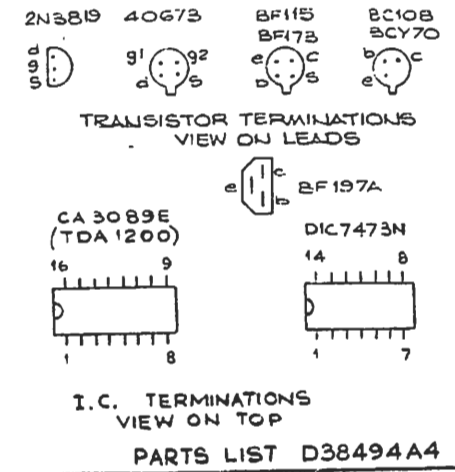 2N3819 40673 BF115 BC108
BF173 BCY70
d g1 g2 e c b c
g
s d s b s e
TRANSISTOR TERMINATIONS
VIEW ON LEADS
c
e BF197A
b
CA3089E
(TDA1200) DIC7473N
16 9 14 8
1 8 1 7
I.C. TERMINATIONS
VIEW ON TOP
PARTS LIST D38494A4